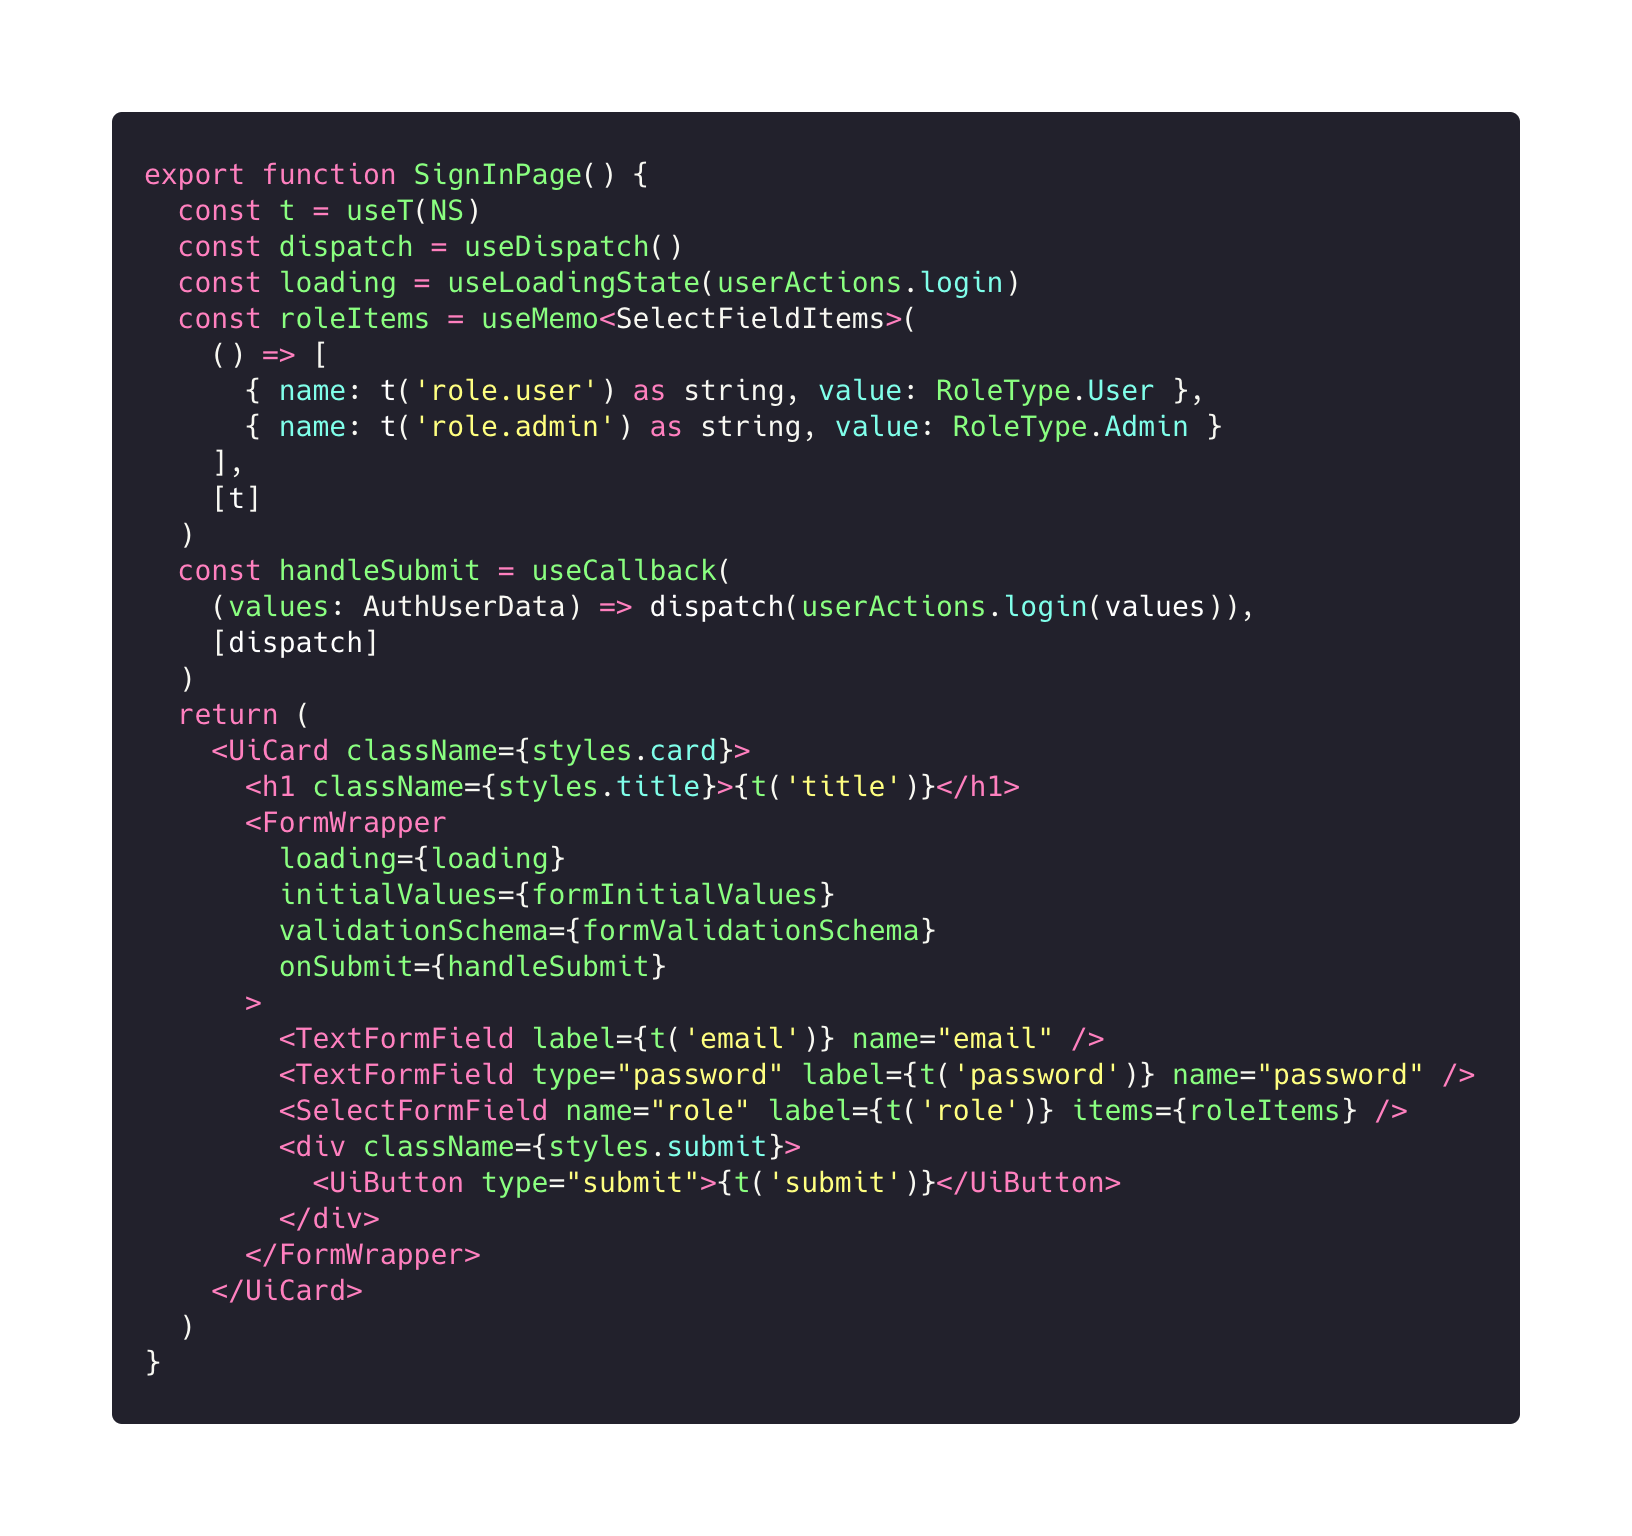 export function SignInPage() {
  const t = useT(NS)
  const dispatch = useDispatch()
  const loading = useLoadingState(userActions.login)
  const roleItems = useMemo<SelectFieldItems>(
    () => [
      { name: t('role.user') as string, value: RoleType.User },
      { name: t('role.admin') as string, value: RoleType.Admin }
    ],
    [t]
  )
  const handleSubmit = useCallback(
    (values: AuthUserData) => dispatch(userActions.login(values)),
    [dispatch]
  )
  return (
    <UiCard className={styles.card}>
      <h1 className={styles.title}>{t('title')}</h1>
      <FormWrapper
        loading={loading}
        initialValues={formInitialValues}
        validationSchema={formValidationSchema}
        onSubmit={handleSubmit}
      >
        <TextFormField label={t('email')} name="email" />
        <TextFormField type="password" label={t('password')} name="password" />
        <SelectFormField name="role" label={t('role')} items={roleItems} />
        <div className={styles.submit}>
          <UiButton type="submit">{t('submit')}</UiButton>
        </div>
      </FormWrapper>
    </UiCard>
  )
}